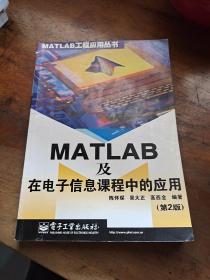 MATLAB工程应用丛书
MATLAB
及
在电子信息课程中的应用
陈怀琛 吴大正 高西全 编著
（第2版）
电子工业出版社